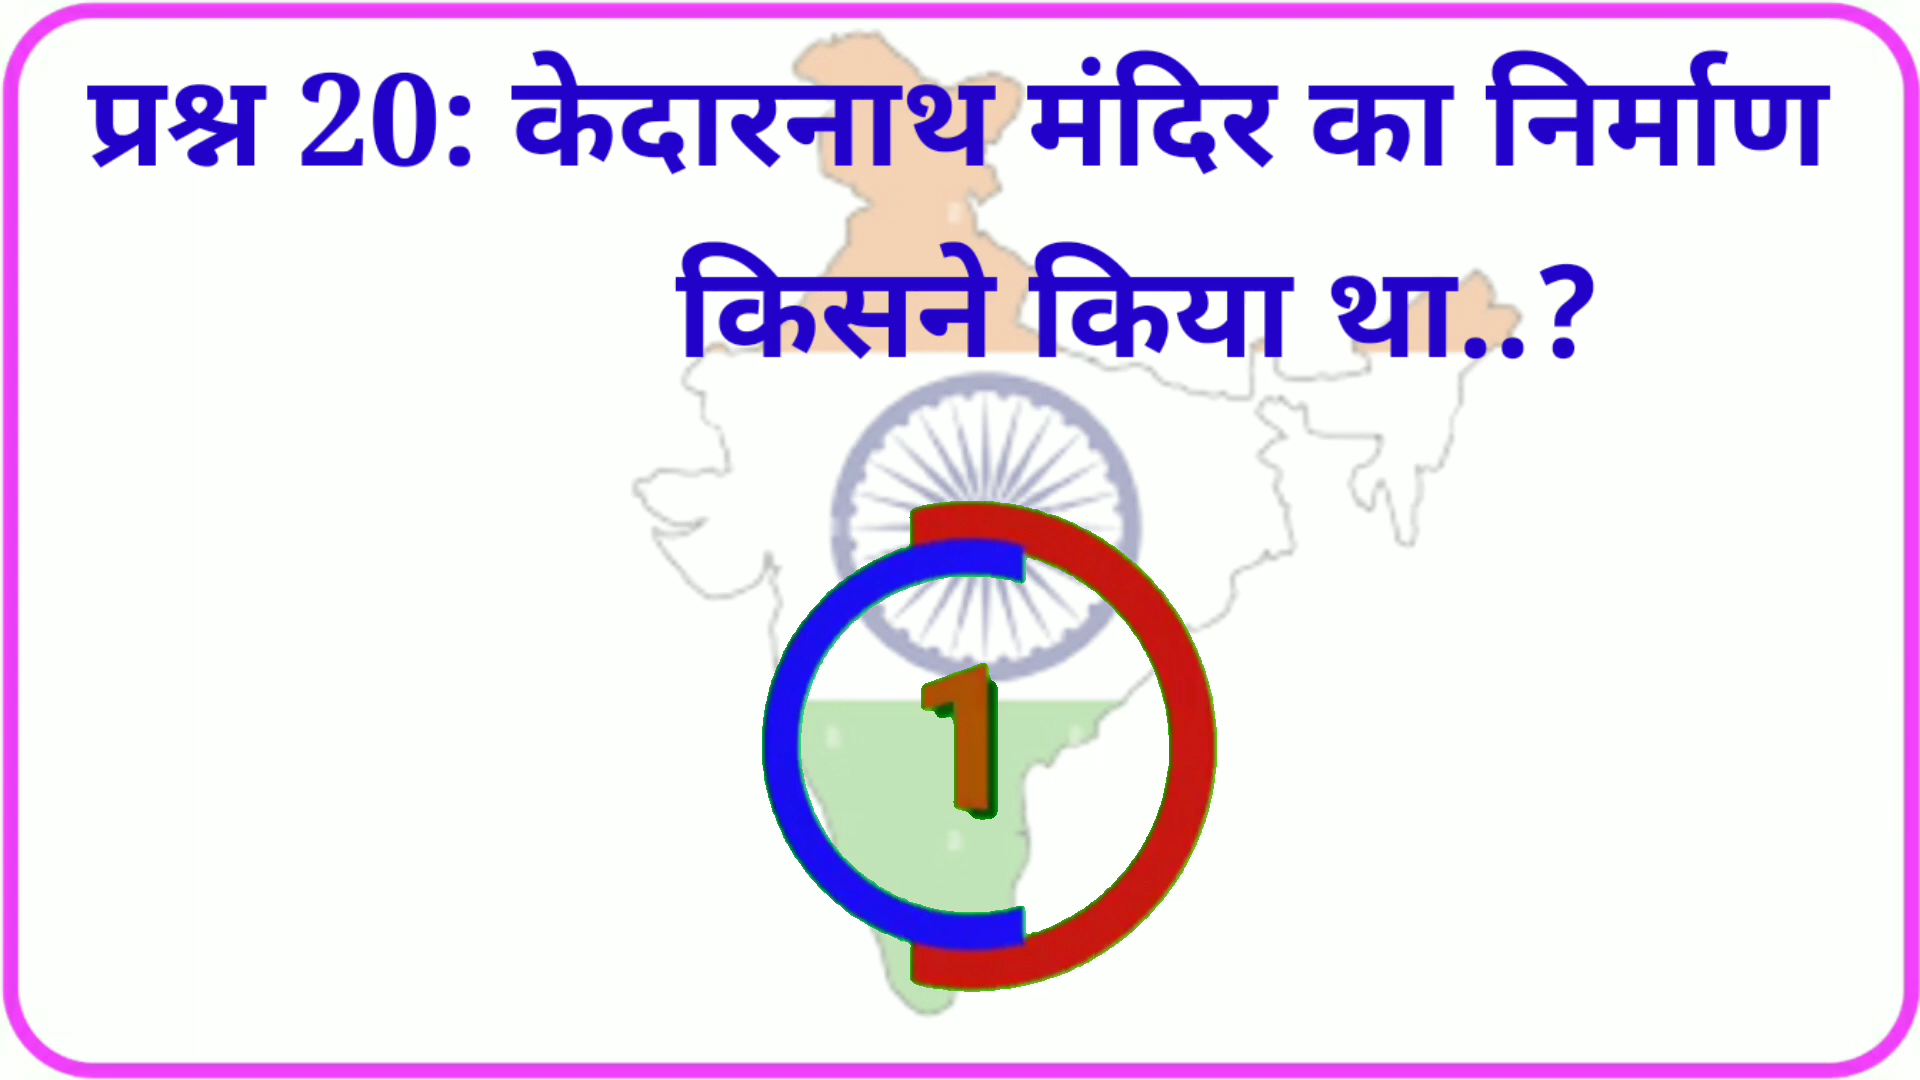 प्रश्न 20: केदारनाथ मंदिर का निर्माण
किसने किया था..?
1